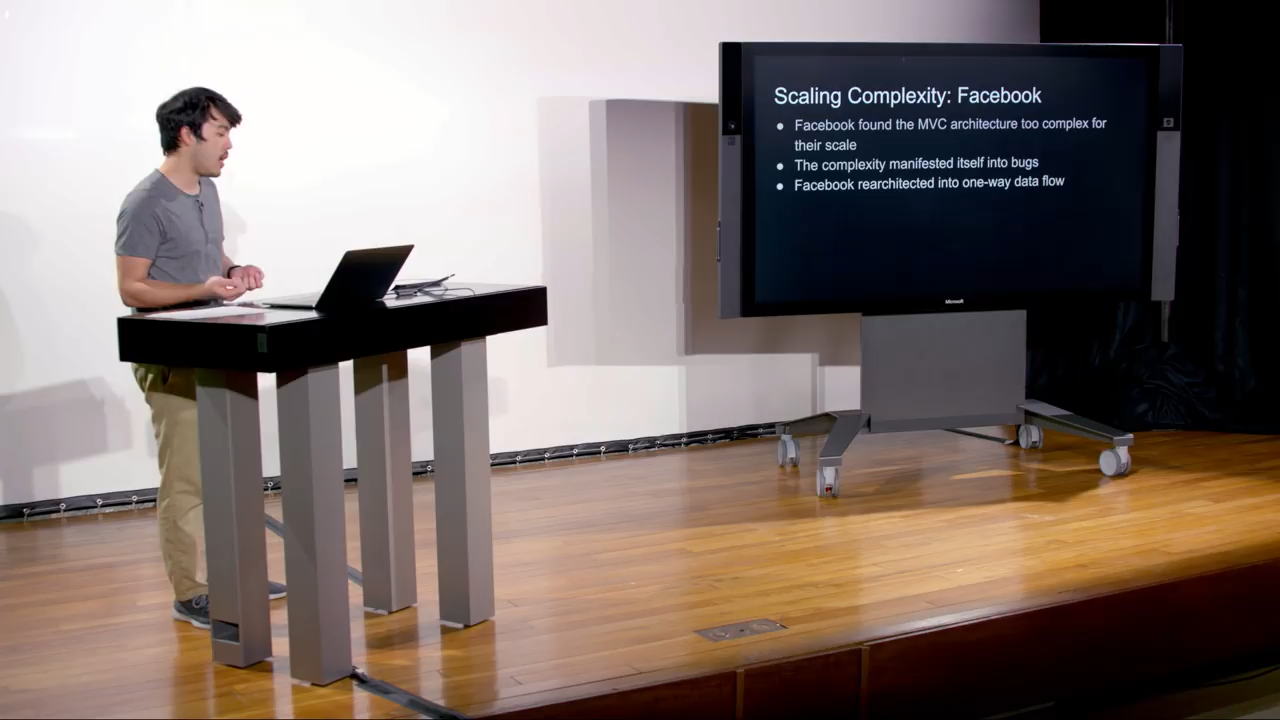 Scaling Complexity: Facebook
● Facebook found the MVC architecture too complex for
their scale
● The complexity manifested itself into bugs
● Facebook rearchitected into one-way data flow
Microsoft